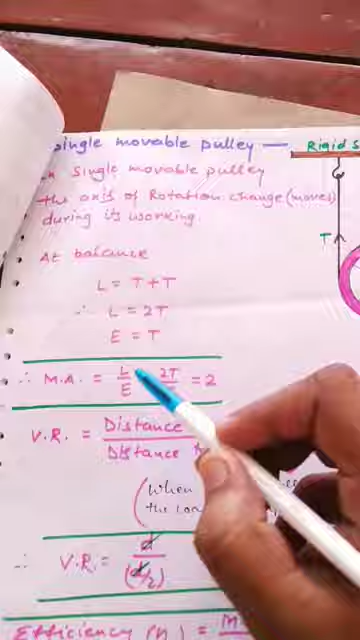 Single movable pulley — Rigid S
In Single movable pulley
the axis of Rotation change (moves)
during its working.
At balance
L = T + T
T
∴ L = 2T
E = T
∴ M.A. = L/E = 2T/ = 2
V.R. = Distance / Distance
(When
the Loa
∴ V.R. = d/(d/2)
Efficiency (η) = M.